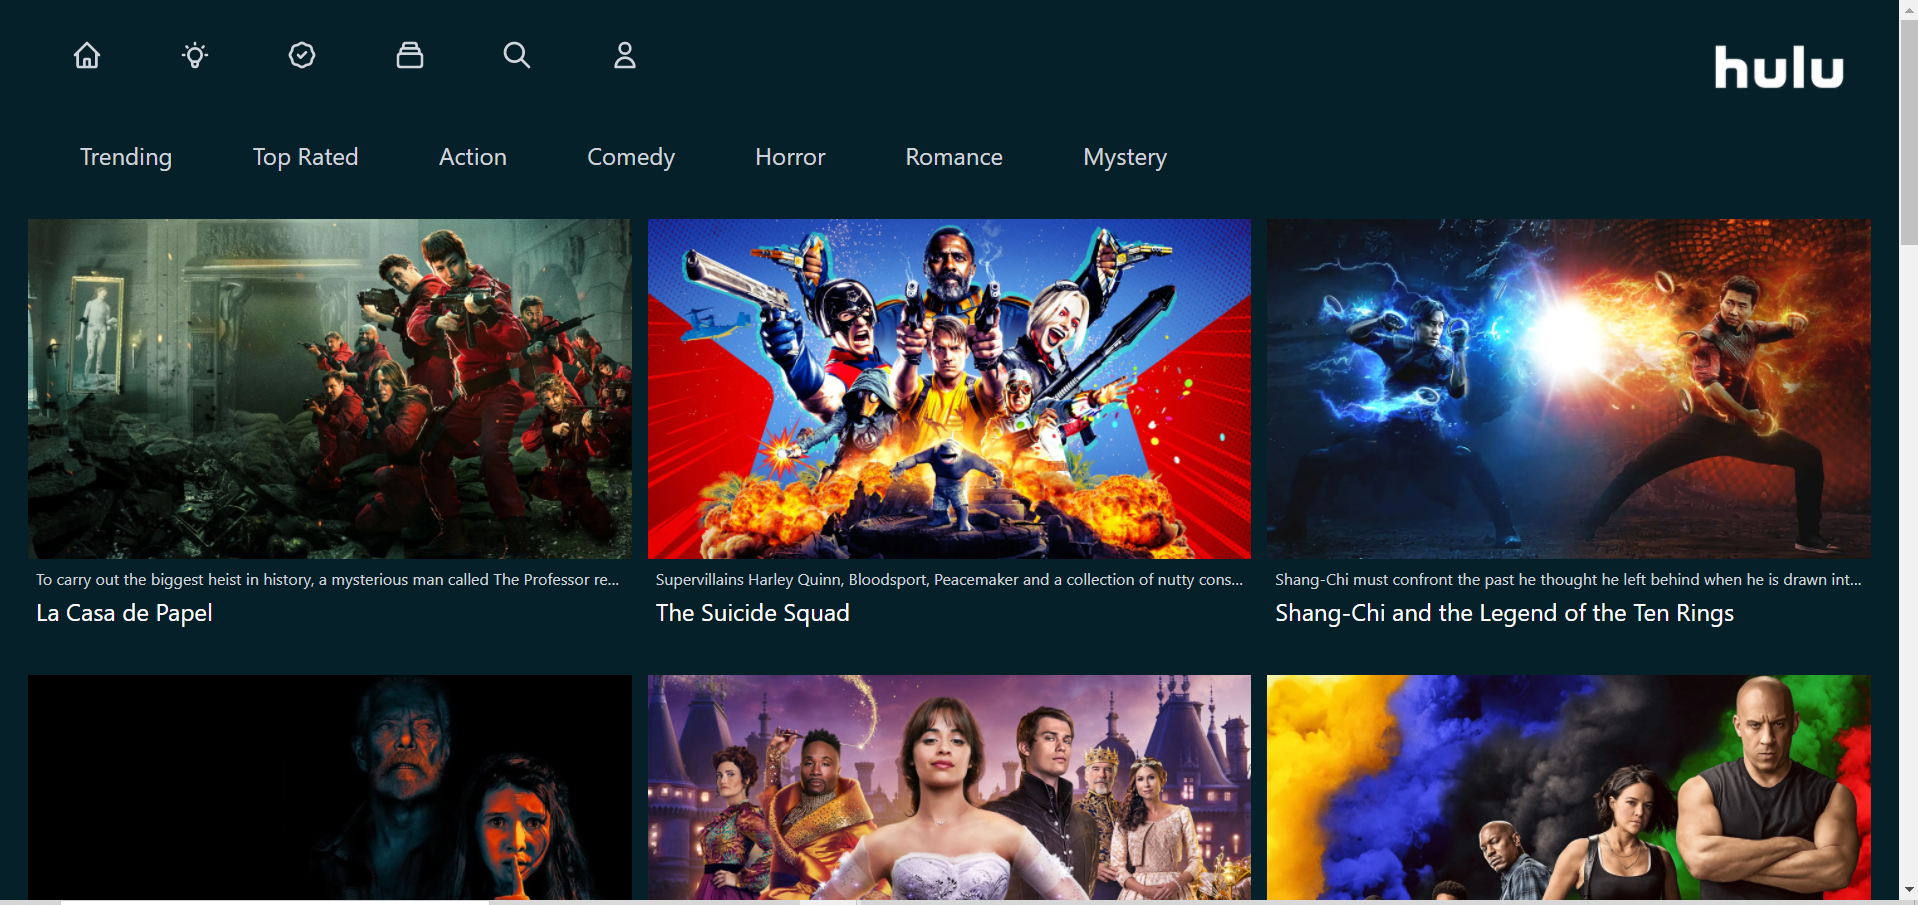 hulu
Trending Top Rated Action Comedy Horror Romance Mystery
To carry out the biggest heist in history, a mysterious man called The Professor re...
La Casa de Papel
Supervillains Harley Quinn, Bloodsport, Peacemaker and a collection of nutty cons...
The Suicide Squad
Shang-Chi must confront the past he thought he left behind when he is drawn int...
Shang-Chi and the Legend of the Ten Rings